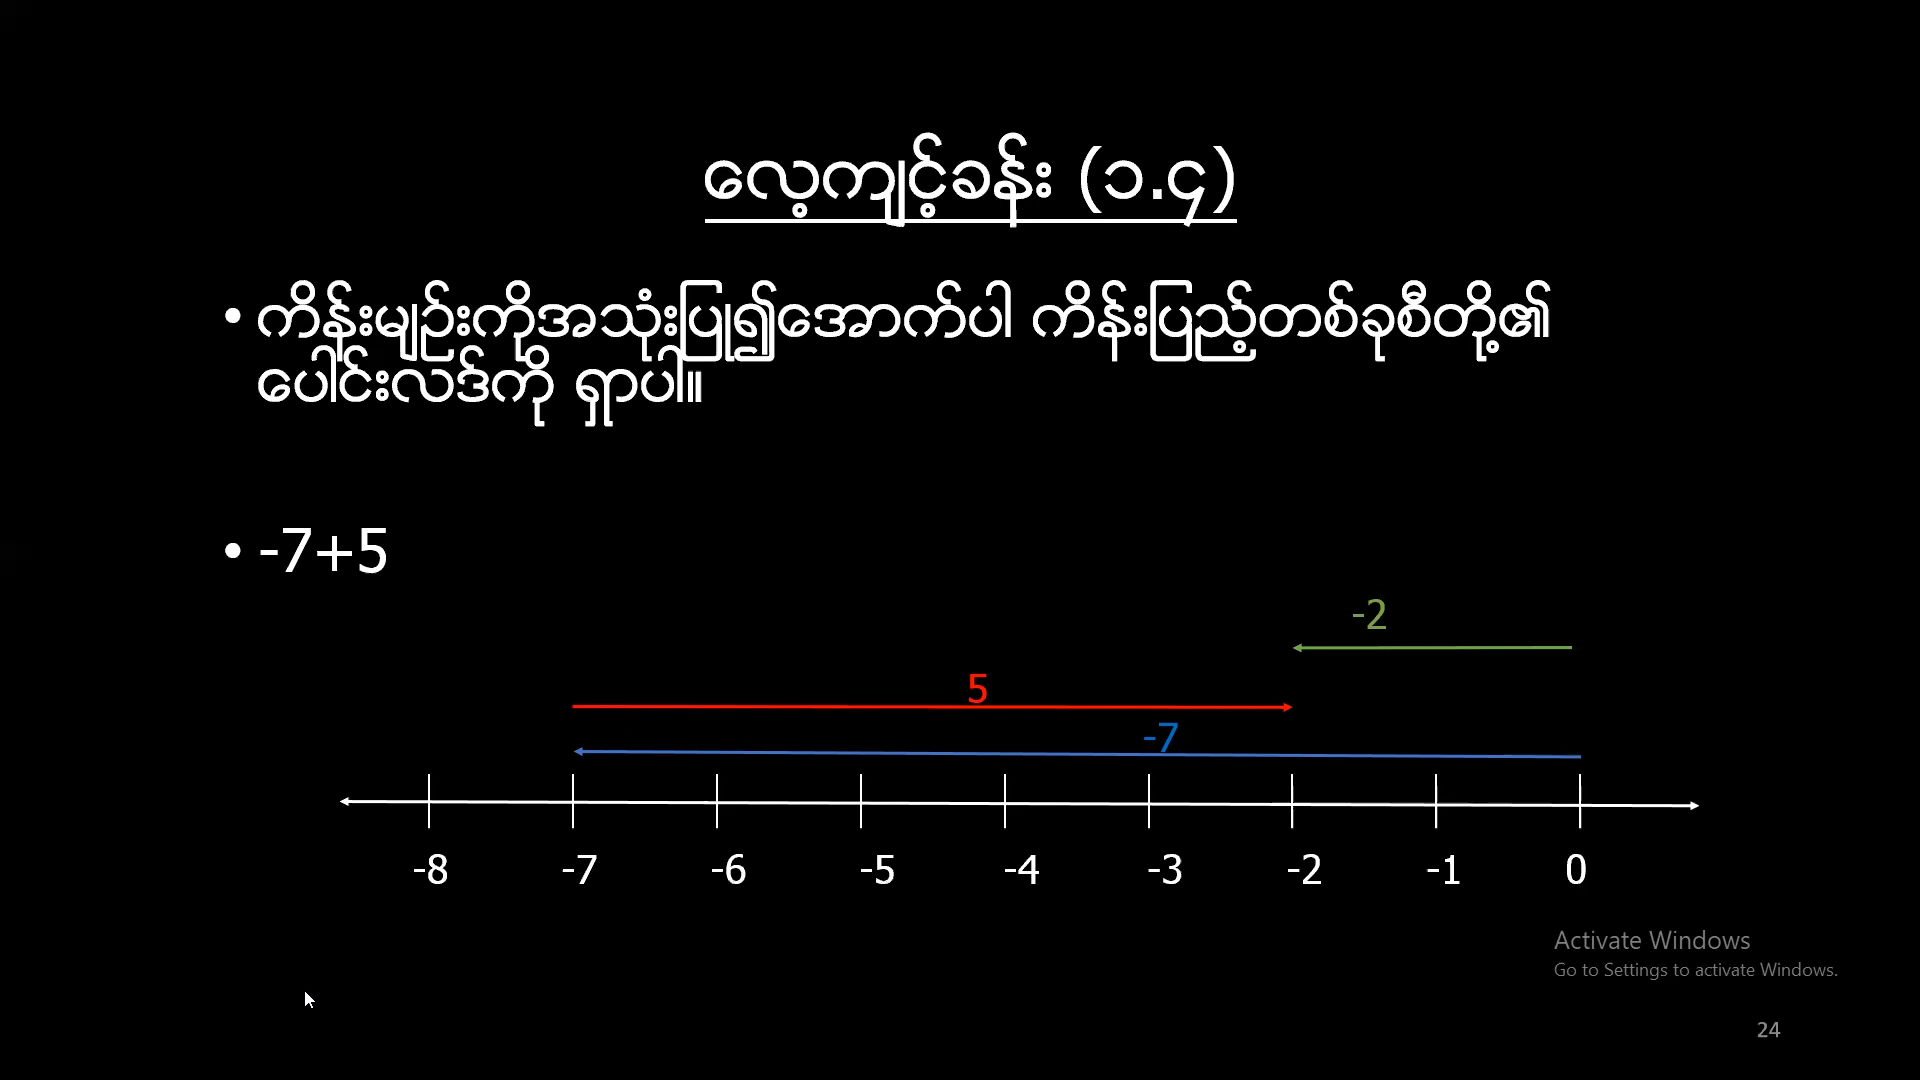 လေ့ကျင့်ခန်း (၁.၄)
• ကိန်းမျဉ်းကိုအသုံးပြု၍အောက်ပါ ကိန်းပြည့်တစ်ခုစီတို့၏
ပေါင်းလဒ်ကို ရှာပါ။
• -7+5
-2
5
-7
-8 -7 -6 -5 -4 -3 -2 -1 0
Activate Windows
Go to Settings to activate Windows.
24